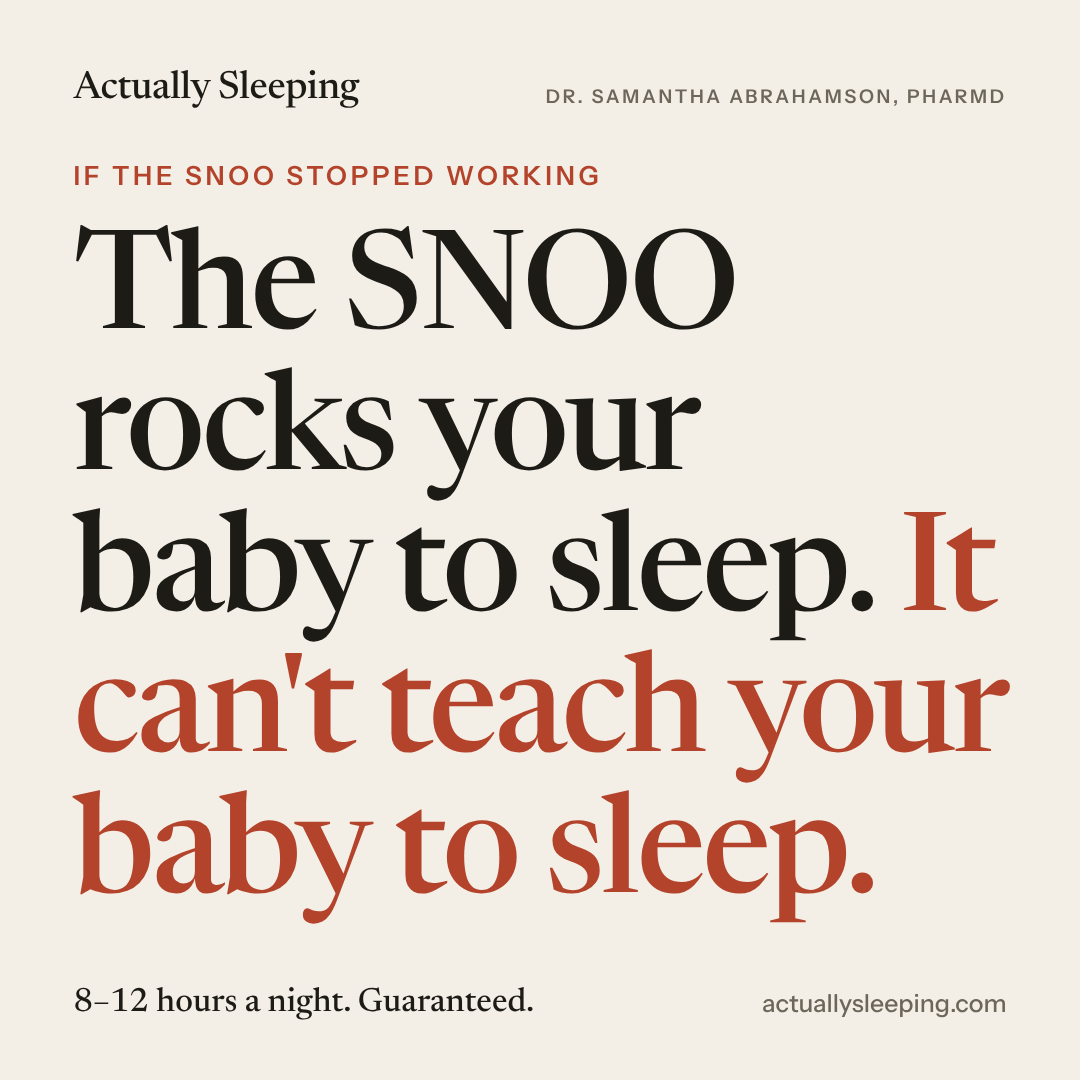 Actually Sleeping
DR. SAMANTHA ABRAHAMSON, PHARMD
IF THE SNOO STOPPED WORKING
The SNOO
rocks your
baby to sleep. It
can't teach your
baby to sleep.
8–12 hours a night. Guaranteed.
actuallysleeping.com